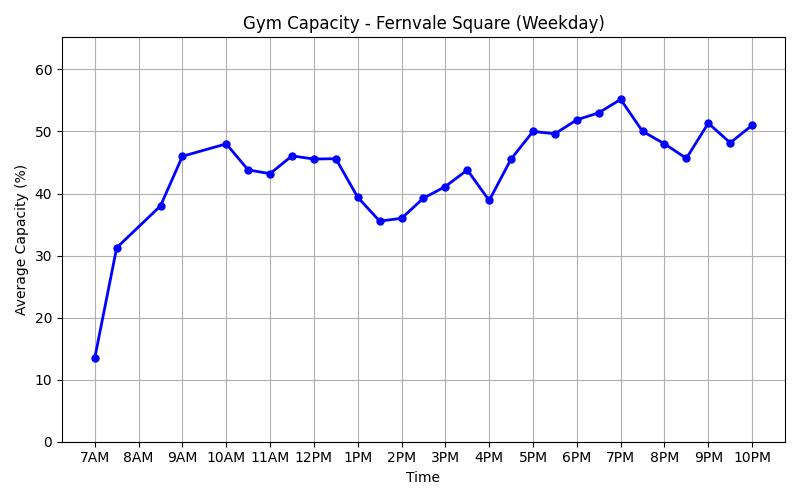 Gym Capacity - Fernvale Square (Weekday)
Average Capacity (%)
60
50
40
30
20
10
0
7AM 8AM 9AM 10AM 11AM 12PM 1PM 2PM 3PM 4PM 5PM 6PM 7PM 8PM 9PM 10PM
Time